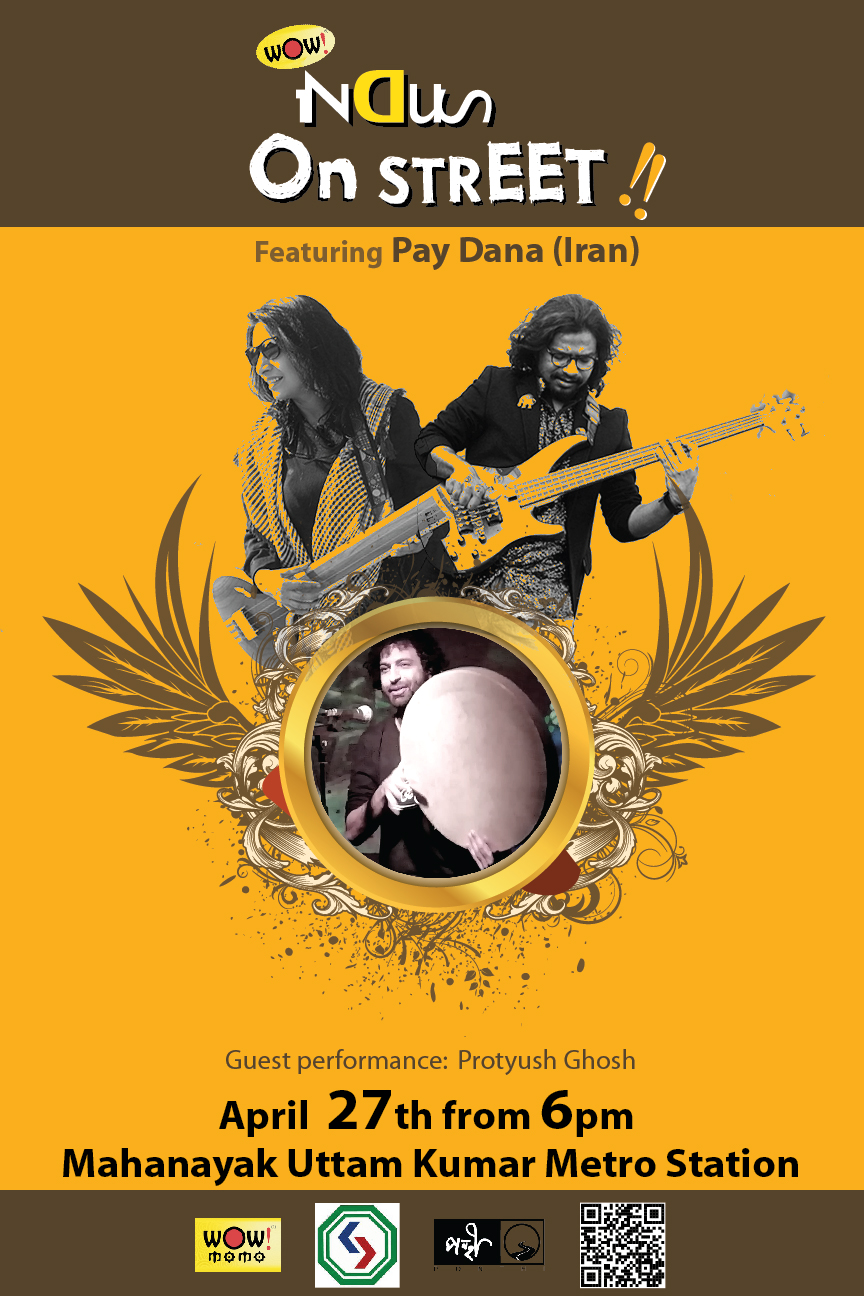 WOW!
INDUS
On STREET !!
Featuring Pay Dana (Iran)
Guest performance: Protyush Ghosh
April 27th from 6pm
Mahanayak Uttam Kumar Metro Station
WOW!
MOMO